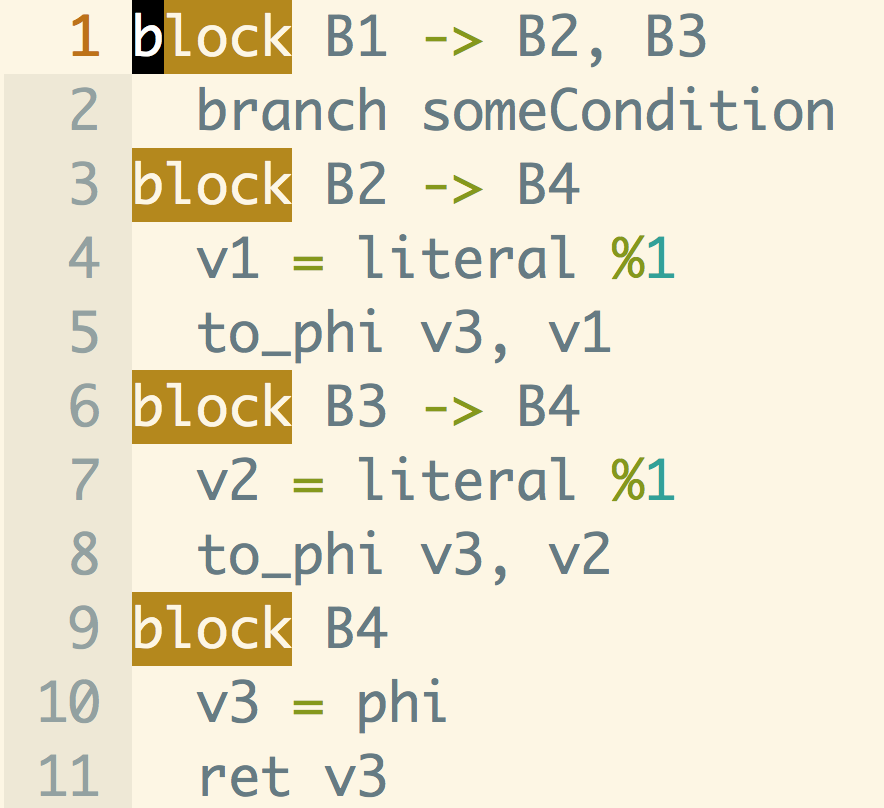 1 block B1 -> B2, B3
2   branch someCondition
3 block B2 -> B4
4   v1 = literal %1
5   to_phi v3, v1
6 block B3 -> B4
7   v2 = literal %1
8   to_phi v3, v2
9 block B4
10   v3 = phi
11   ret v3